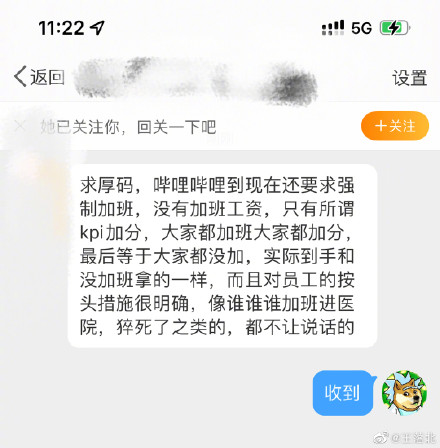 11:22
5G
返回
设置
她已关注你，回关一下吧
＋关注
求厚码，哔哩哔哩到现在还要求强
制加班，没有加班工资，只有所谓
kpi加分，大家都加班大家都加分，
最后等于大家都没加，实际到手和
没加班拿的一样，而且对员工的按
头措施很明确，像谁谁谁加班进医
院，猝死了之类的，都不让说话的
收到